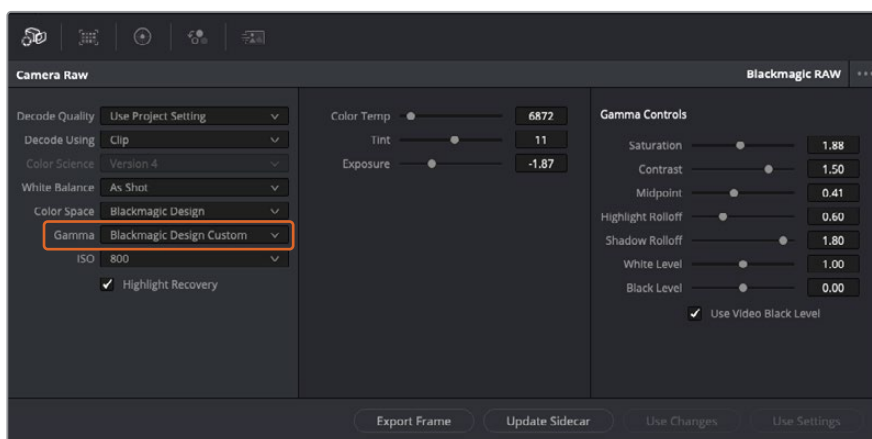 Camera Raw
Blackmagic RAW
Decode Quality Use Project Setting
Decode Using Clip
Color Science Version 4
White Balance As Shot
Color Space Blackmagic Design
Gamma Blackmagic Design Custom
ISO 800
Highlight Recovery
Color Temp 6872
Tint 11
Exposure -1.87
Gamma Controls
Saturation 1.88
Contrast 1.50
Midpoint 0.41
Highlight Rolloff 0.60
Shadow Rolloff 1.80
White Level 1.00
Black Level 0.00
Use Video Black Level
Export Frame
Update Sidecar
Use Changes
Use Settings